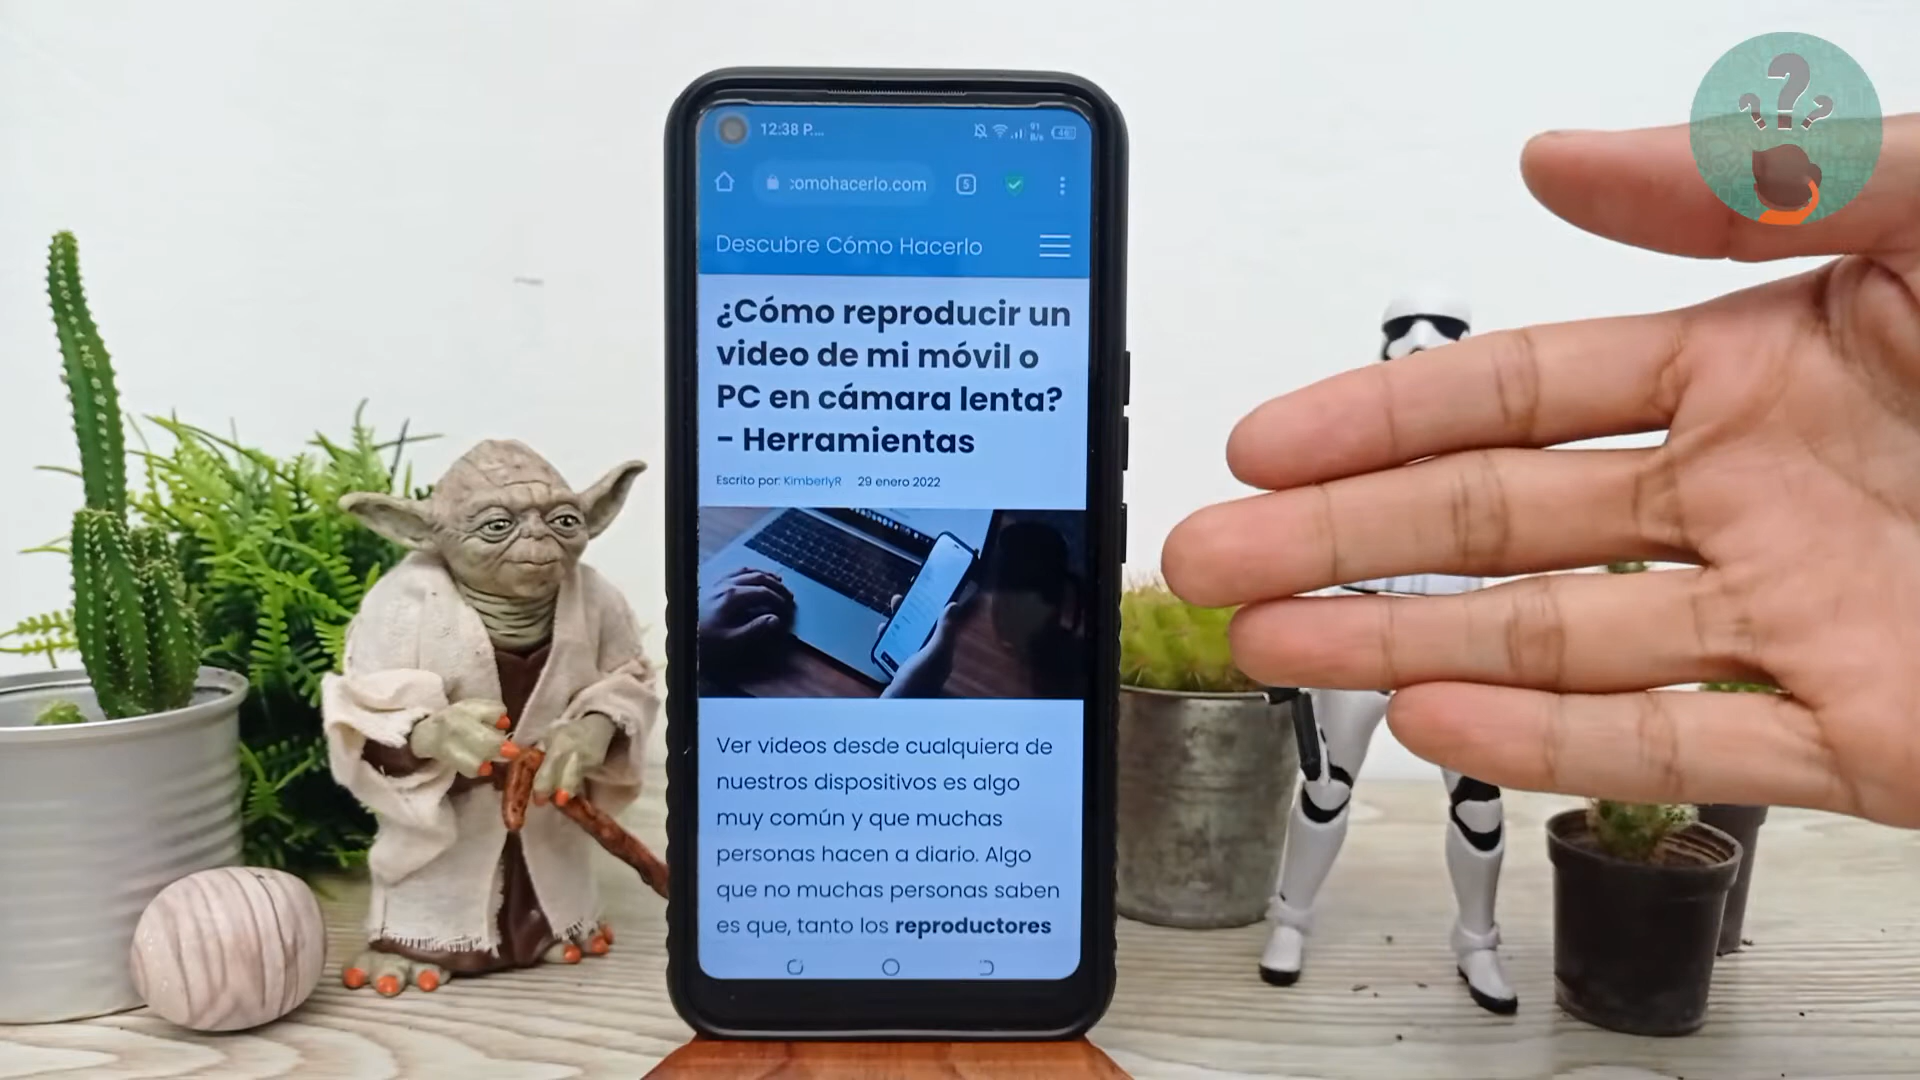 12:38 P....
91
B/s
46
:omohacerlo.com
5
Descubre Cómo Hacerlo
¿Cómo reproducir un
video de mi móvil o
PC en cámara lenta?
- Herramientas
Escrito por: KimberlyR 29 enero 2022
Ver videos desde cualquiera de
nuestros dispositivos es algo
muy común y que muchas
personas hacen a diario. Algo
que no muchas personas saben
es que, tanto los reproductores
???